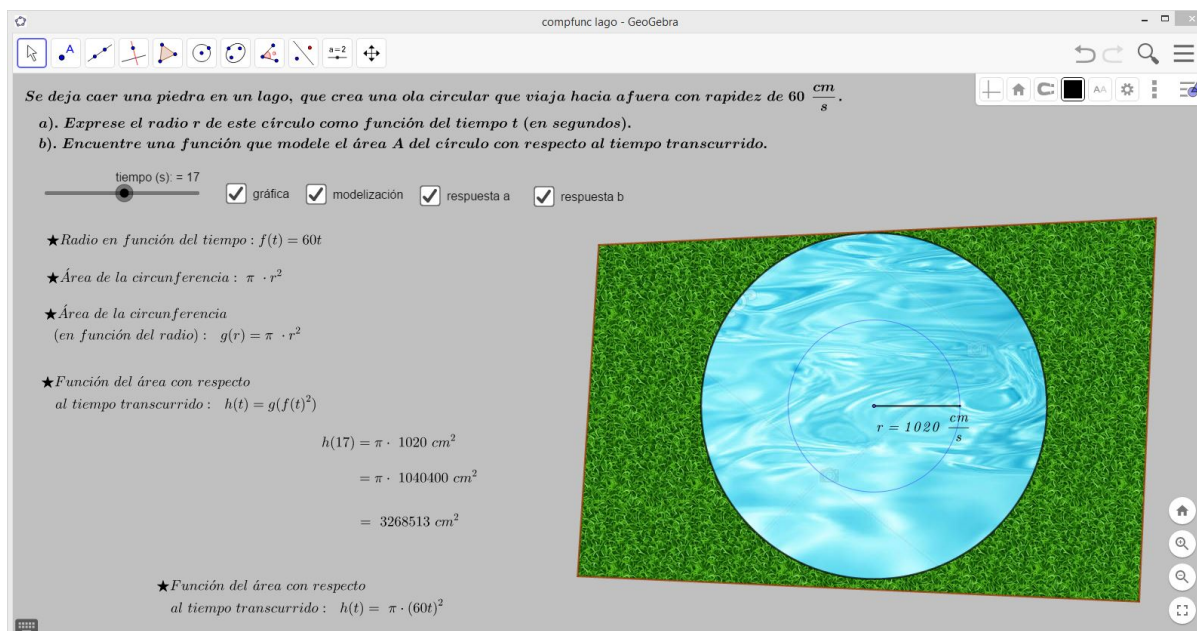 compfunc lago - GeoGebra
A
a=2
AA
Se deja caer una piedra en un lago, que crea una ola circular que viaja hacia afuera con rapidez de 60 cm/s.
a). Exprese el radio r de este círculo como función del tiempo t (en segundos).
b). Encuentre una función que modele el área A del círculo con respecto al tiempo transcurrido.
tiempo (s): = 17
gráfica
modelización
respuesta a
respuesta b
★Radio en función del tiempo : f(t) = 60t
★Área de la circunferencia : π · r²
★Área de la circunferencia
(en función del radio) : g(r) = π · r²
★Función del área con respecto
al tiempo transcurrido : h(t) = g(f(t)²)
h(17) = π · 1020 cm²
= π · 1040400 cm²
= 3268513 cm²
★Función del área con respecto
al tiempo transcurrido : h(t) = π · (60t)²
r = 1020 cm/s